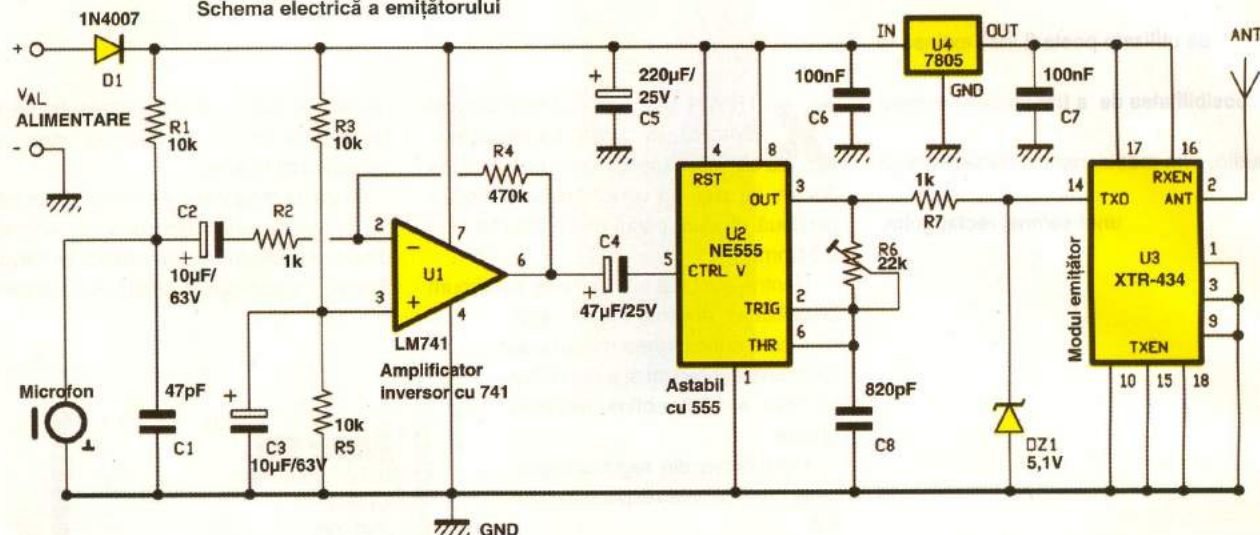 Schema electrică a emițătorului
1N4007
D1
+
VAL
ALIMENTARE
-
R1
10k
R3
10k
R4
470k
C2
+
10µF/
63V
R2
1k
2
-
3
+
7
U1
6
4
LM741
Amplificator
inversor cu 741
Microfon
47pF
C1
+
C3
10µF/63V
10k
R5
GND
+
220µF/
25V
C5
C4
+
47µF/25V
5
4
8
RST
3
OUT
U2
NE555
CTRL V
2
TRIG
6
THR
1
Astabil
cu 555
100nF
C6
IN
U4
7805
OUT
GND
100nF
C7
1k
R7
R6
22k
820pF
C8
DZ1
5,1V
ANT
17
16
14
TXD
RXEN
2
ANT
U3
XTR-434
1
3
9
TXEN
10
15
18
Modul emițător